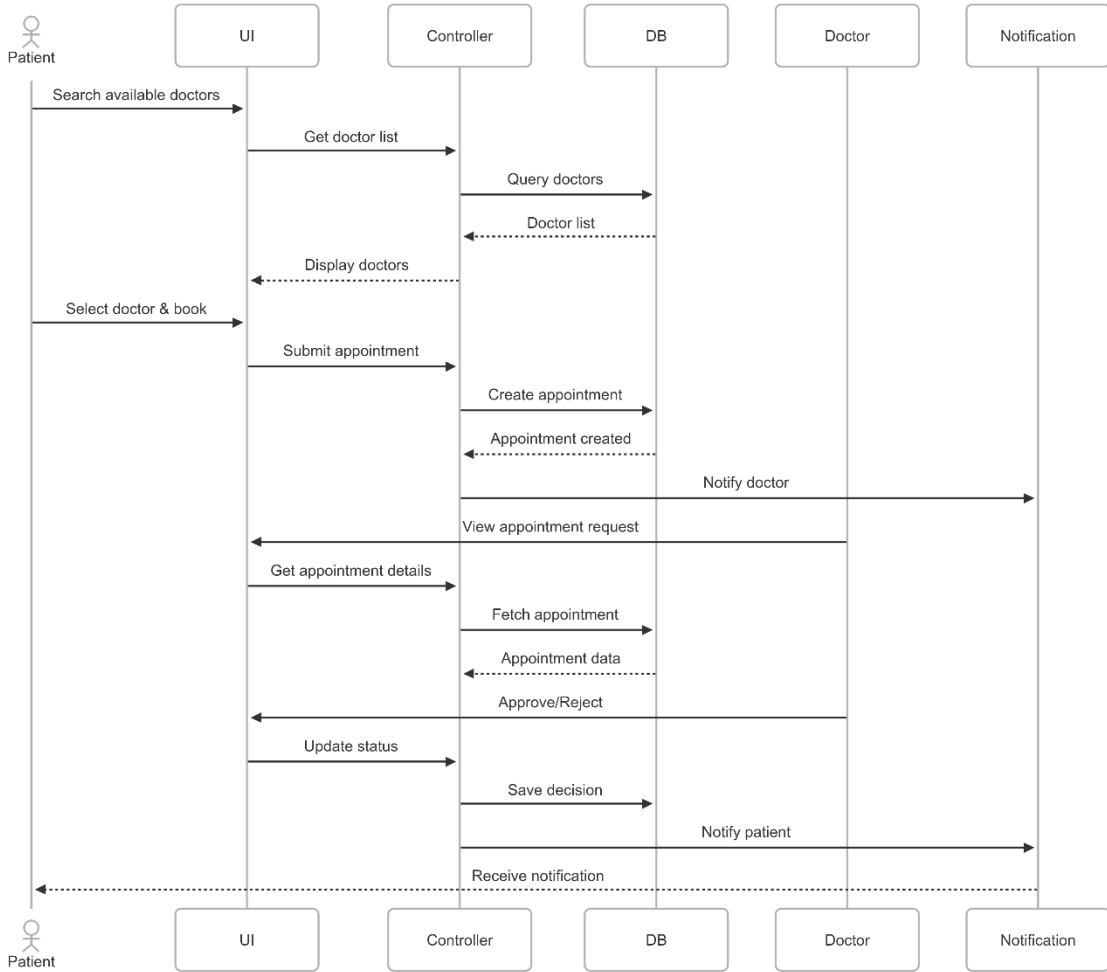 Patient
UI
Controller
DB
Doctor
Notification
Search available doctors
Get doctor list
Query doctors
Doctor list
Display doctors
Select doctor & book
Submit appointment
Create appointment
Appointment created
Notify doctor
View appointment request
Get appointment details
Fetch appointment
Appointment data
Approve/Reject
Update status
Save decision
Notify patient
Receive notification
Patient
UI
Controller
DB
Doctor
Notification